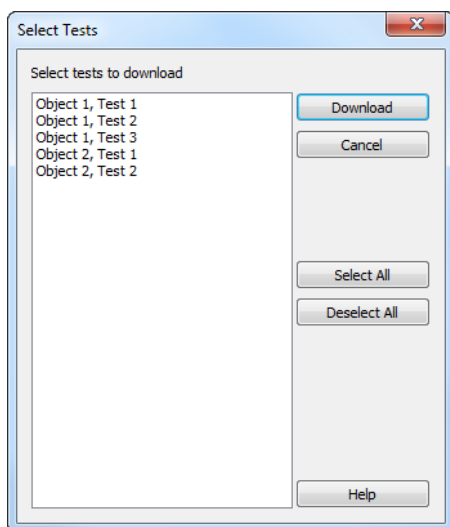 Select Tests
Select tests to download
Object 1, Test 1
Object 1, Test 2
Object 1, Test 3
Object 2, Test 1
Object 2, Test 2
Download
Cancel
Select All
Deselect All
Help